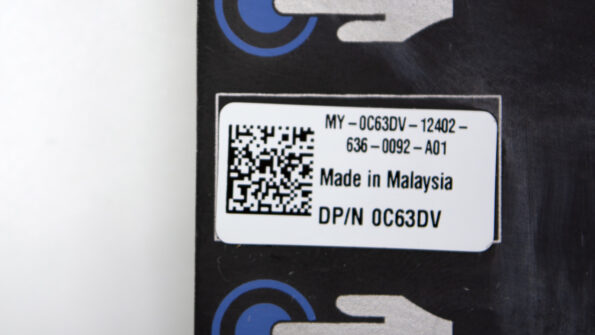 MY-0C63DV-12402-
636-0092-A01
Made in Malaysia
DP/N 0C63DV